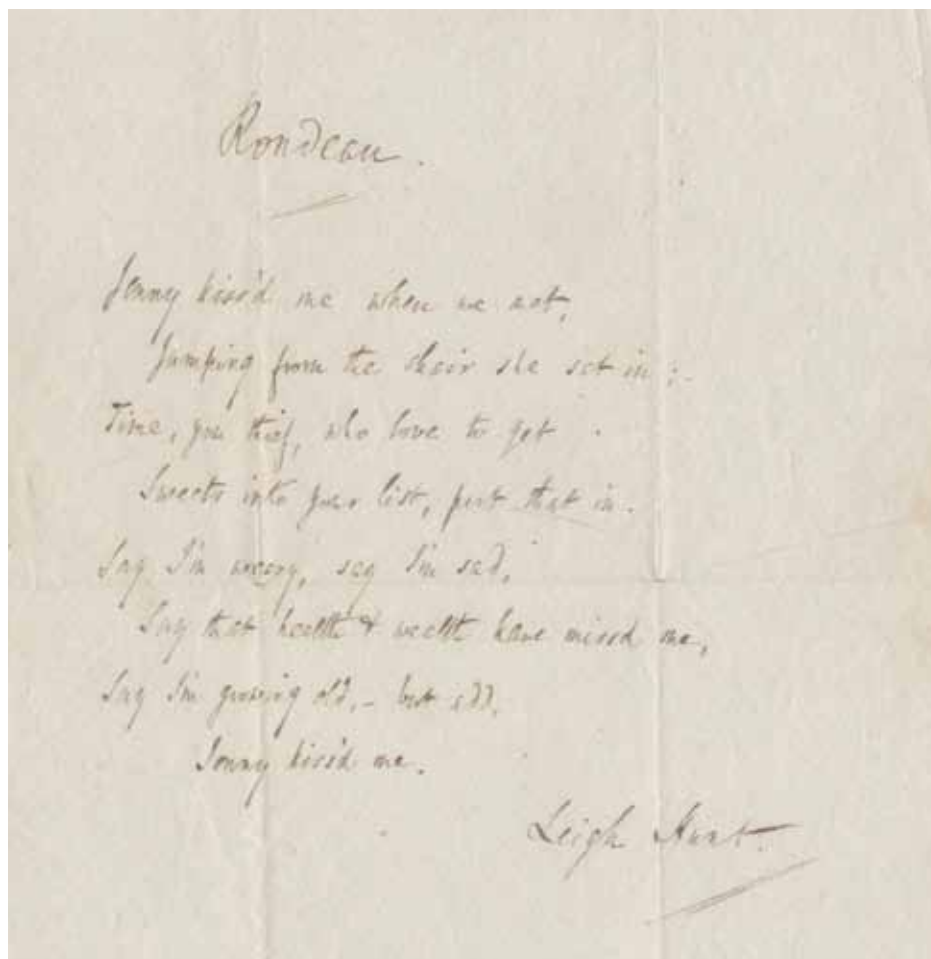 Rondeau.
Jenny kiss'd me when we met,
Jumping from the chair she sat in :-
Time, you thief, who love to get
Sweets into your list, put that in.
Say I'm weary, say I'm sad,
Say that health & wealth have miss'd me,
Say I'm growing old, - but add,
Jenny kiss'd me.
Leigh Hunt.